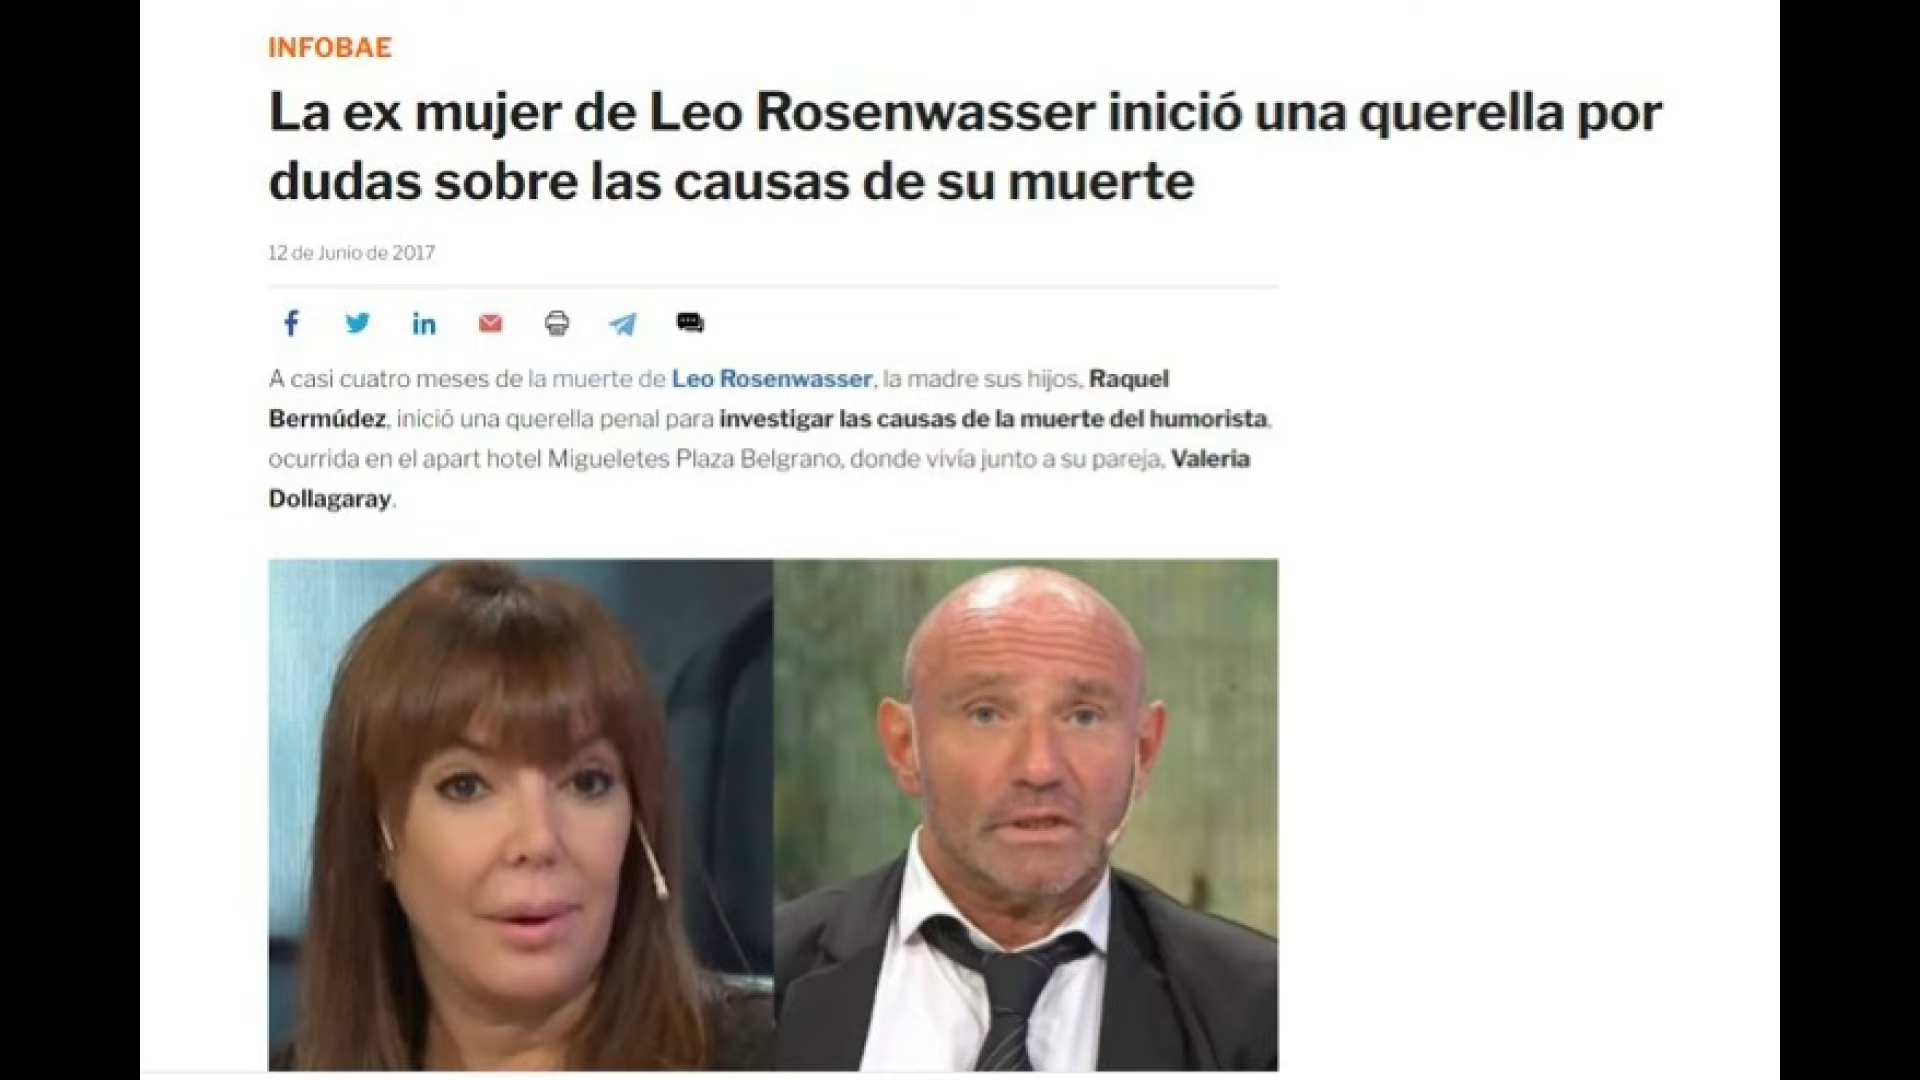 INFOBAE
La ex mujer de Leo Rosenwasser inició una querella por
dudas sobre las causas de su muerte
12 de Junio de 2017
A casi cuatro meses de la muerte de Leo Rosenwasser, la madre sus hijos, Raquel
Bermúdez, inició una querella penal para investigar las causas de la muerte del humorista,
ocurrida en el apart hotel Migueletes Plaza Belgrano, donde vivía junto a su pareja, Valeria
Dollagaray.